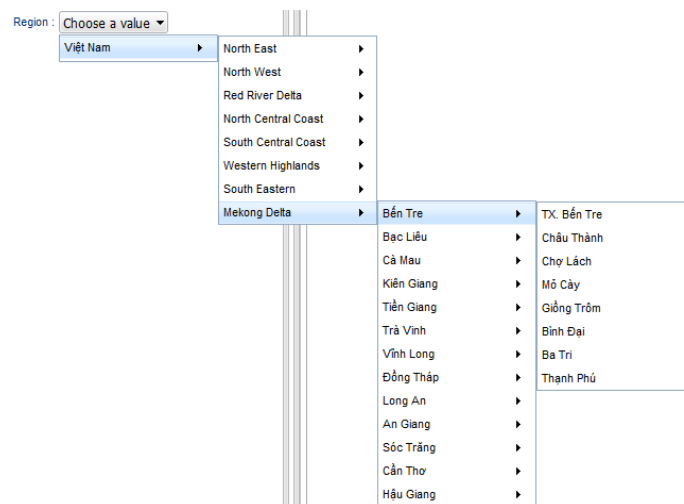 Region : Choose a value
Việt Nam
North East
North West
Red River Delta
North Central Coast
South Central Coast
Western Highlands
South Eastern
Mekong Delta
Bến Tre
Bạc Liêu
Cà Mau
Kiên Giang
Tiền Giang
Trà Vinh
Vĩnh Long
Đồng Tháp
Long An
An Giang
Sóc Trăng
Cần Thơ
Hậu Giang
TX. Bến Tre
Châu Thành
Chợ Lách
Mỏ Cày
Giồng Trôm
Bình Đại
Ba Tri
Thạnh Phú